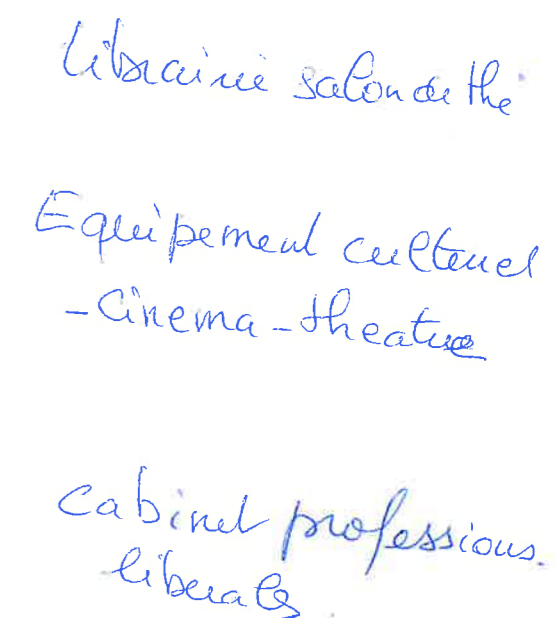 Librairie salon de thé
Equipement culturel
- Cinema - theatre
cabinet professions.
liberales